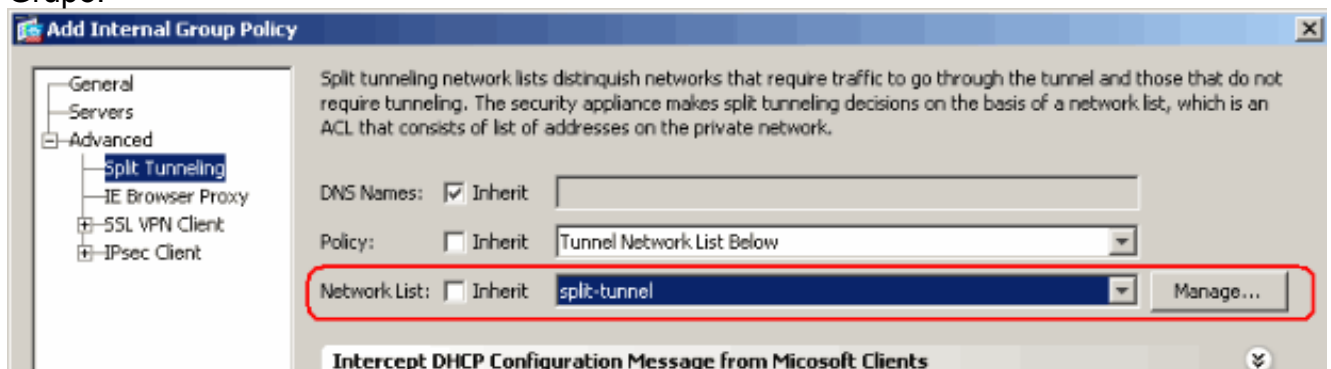 Grupo.
Add Internal Group Policy
General
Servers
Advanced
Split Tunneling
IE Browser Proxy
SSL VPN Client
IPsec Client
Split tunneling network lists distinguish networks that require traffic to go through the tunnel and those that do not
require tunneling. The security appliance makes split tunneling decisions on the basis of a network list, which is an
ACL that consists of list of addresses on the private network.
DNS Names: Inherit
Policy: Inherit Tunnel Network List Below
Network List: Inherit split-tunnel Manage...
Intercept DHCP Configuration Message from Micosoft Clients